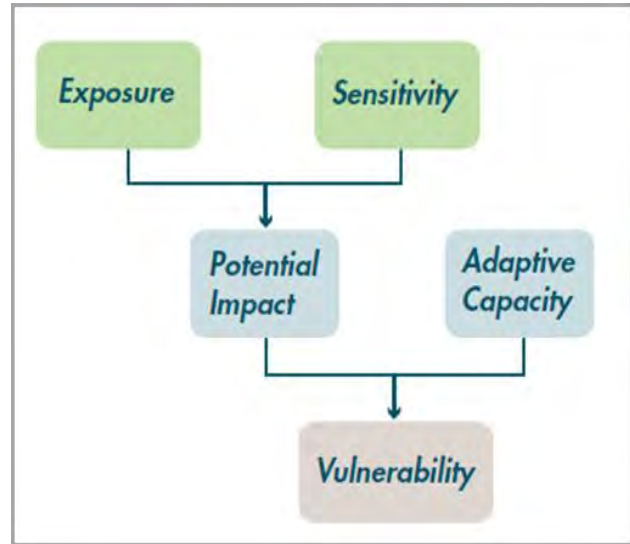 Exposure
Sensitivity
Potential
Impact
Adaptive
Capacity
Vulnerability